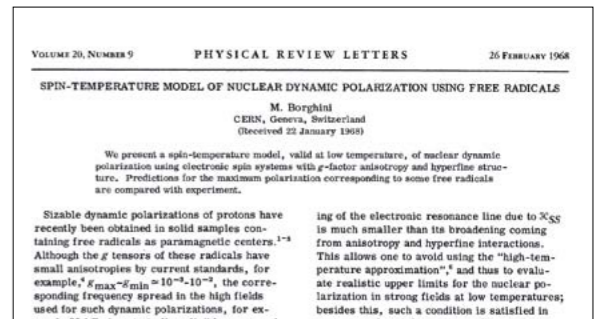 VOLUME 20, NUMBER 9 PHYSICAL REVIEW LETTERS 26 FEBRUARY 1968
SPIN-TEMPERATURE MODEL OF NUCLEAR DYNAMIC POLARIZATION USING FREE RADICALS
M. Borghini
CERN, Geneva, Switzerland
(Received 22 January 1968)
We present a spin-temperature model, valid at low temperature, of nuclear dynamic
polarization using electronic spin systems with g-factor anisotropy and hyperfine struc-
ture. Predictions for the maximum polarization corresponding to some free radicals
are compared with experiment.
Sizable dynamic polarizations of protons have
recently been obtained in solid samples con-
taining free radicals as paramagnetic centers.¹⁻³
Although the g tensors of these radicals have
small anisotropies by current standards, for
example,⁴ g_max-g_min≃10⁻³-10⁻², the corre-
sponding frequency spread in the high fields
used for such dynamic polarizations, for ex-
ing of the electronic resonance line due to ℋ_SS
is much smaller than its broadening coming
from anisotropy and hyperfine interactions.
This allows one to avoid using the "high-tem-
perature approximation",⁶ and thus to evalu-
ate realistic upper limits for the nuclear po-
larization in strong fields at low temperatures;
besides this, such a condition is satisfied in